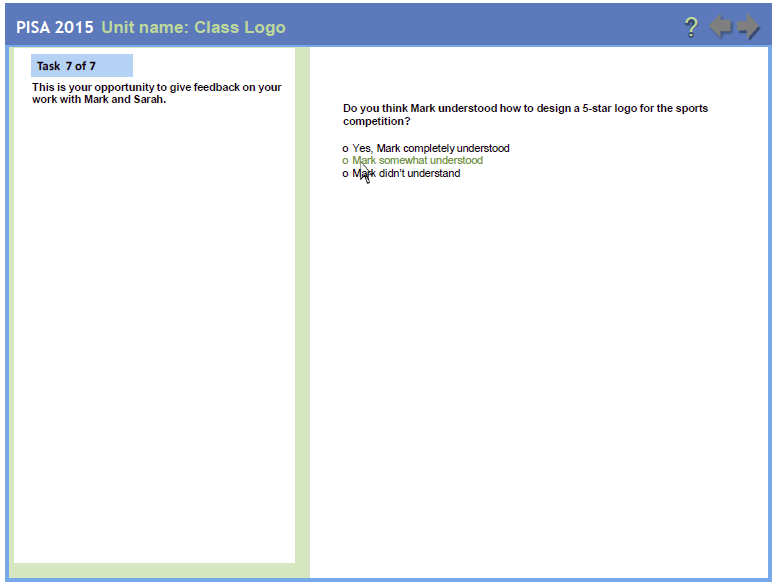 PISA 2015 Unit name: Class Logo ?
Task 7 of 7
This is your opportunity to give feedback on your
work with Mark and Sarah.
Do you think Mark understood how to design a 5-star logo for the sports
competition?
o Yes, Mark completely understood
o Mark somewhat understood
o Mark didn't understand